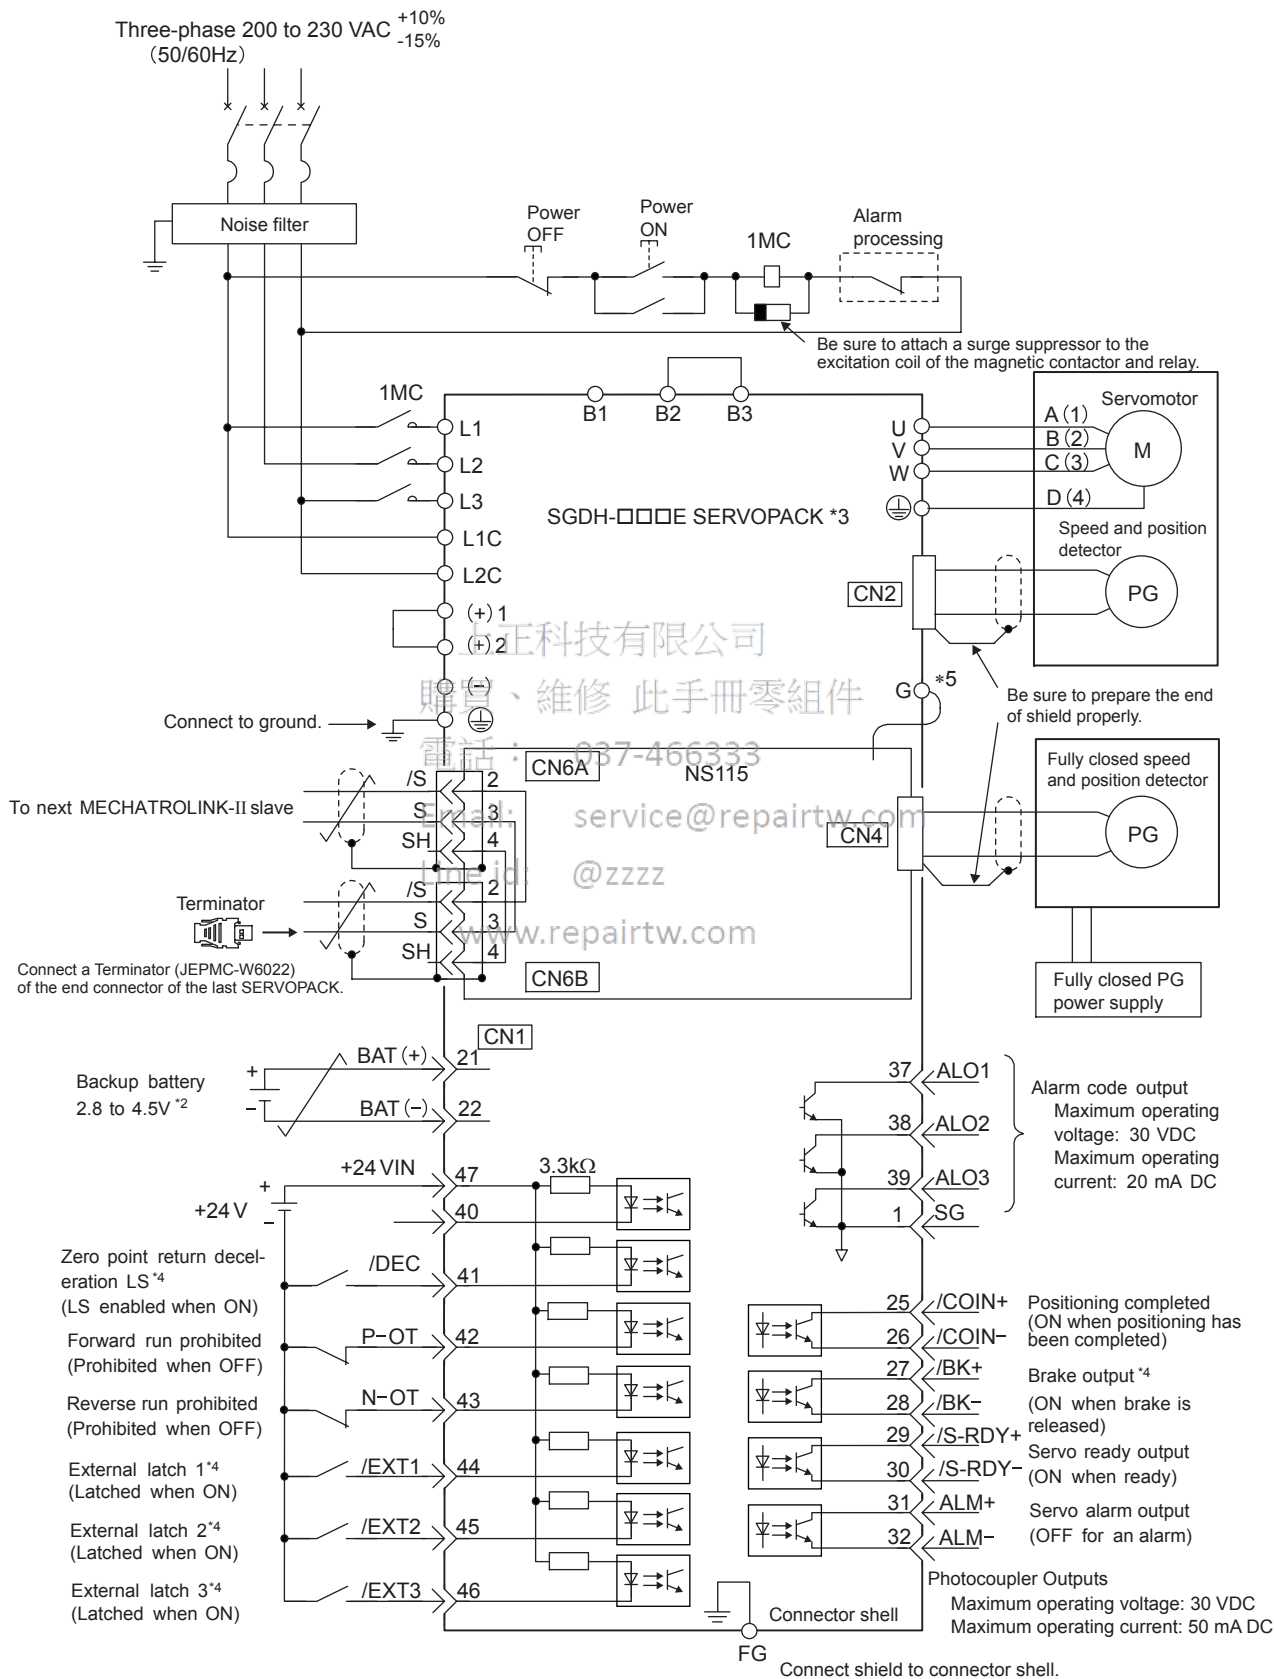 Three-phase 200 to 230 VAC +10% -15%
(50/60Hz)
Noise filter
Power
OFF
Power
ON
1MC
Alarm
processing
Be sure to attach a surge suppressor to the
excitation coil of the magnetic contactor and relay.
1MC
B1
B2
B3
L1
L2
L3
L1C
L2C
(+) 1
(+) 2
(-)
SGDH-□□□E SERVOPACK *3
U
V
W
A (1)
B (2)
C (3)
D (4)
Servomotor
M
Speed and position
detector
PG
CN2
G
*5
Be sure to prepare the end
of shield properly.
Connect to ground.
上正科技有限公司
購買、維修 此手冊零組件
電話： 037-466333
Email: service@repairtw.com
Line id: @zzzz
www.repairtw.com
CN6A
NS115
/S
2
S
3
SH
4
To next MECHATROLINK-II slave
CN4
Fully closed speed
and position detector
PG
Fully closed PG
power supply
/S
2
S
3
SH
4
CN6B
Terminator
Connect a Terminator (JEPMC-W6022)
of the end connector of the last SERVOPACK.
CN1
Backup battery
2.8 to 4.5V *2
+
−
BAT (+)
21
BAT (−)
22
+24 VIN
47
3.3kΩ
+
+24 V
−
40
Zero point return decel-
eration LS *4
(LS enabled when ON)
/DEC
41
Forward run prohibited
(Prohibited when OFF)
P-OT
42
Reverse run prohibited
(Prohibited when OFF)
N-OT
43
External latch 1*4
(Latched when ON)
/EXT1
44
External latch 2*4
(Latched when ON)
/EXT2
45
External latch 3*4
(Latched when ON)
/EXT3
46
37
ALO1
38
ALO2
39
ALO3
1
SG
Alarm code output
Maximum operating
voltage: 30 VDC
Maximum operating
current: 20 mA DC
25
/COIN+
26
/COIN-
Positioning completed
(ON when positioning has
been completed)
27
/BK+
28
/BK-
Brake output *4
(ON when brake is
released)
29
/S-RDY+
30
/S-RDY-
Servo ready output
(ON when ready)
31
ALM+
32
ALM-
Servo alarm output
(OFF for an alarm)
Photocoupler Outputs
Maximum operating voltage: 30 VDC
Maximum operating current: 50 mA DC
Connector shell
FG
Connect shield to connector shell.